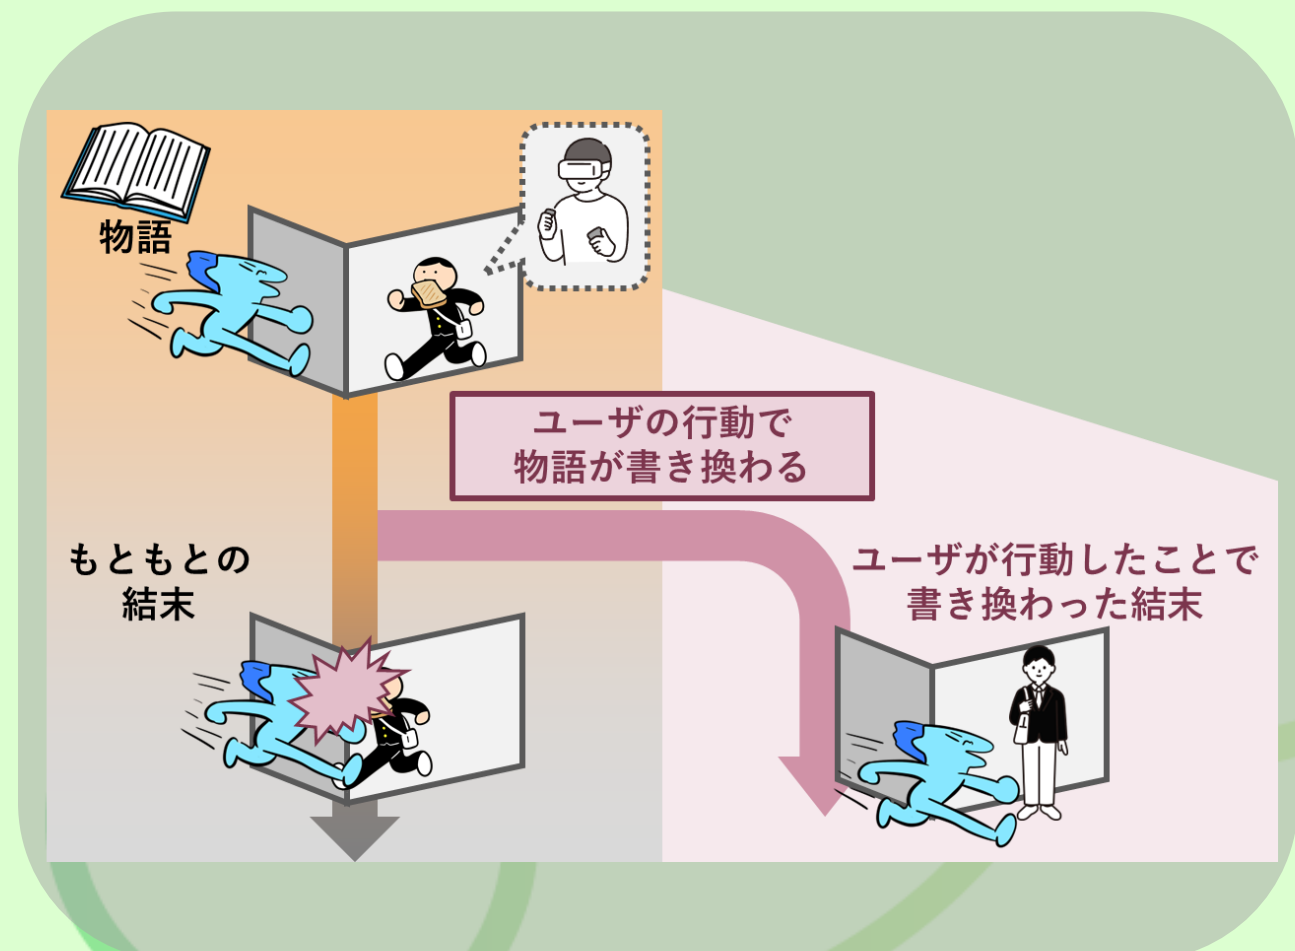 物語
ユーザの行動で
物語が書き換わる
もともとの
結末
ユーザが行動したことで
書き換わった結末